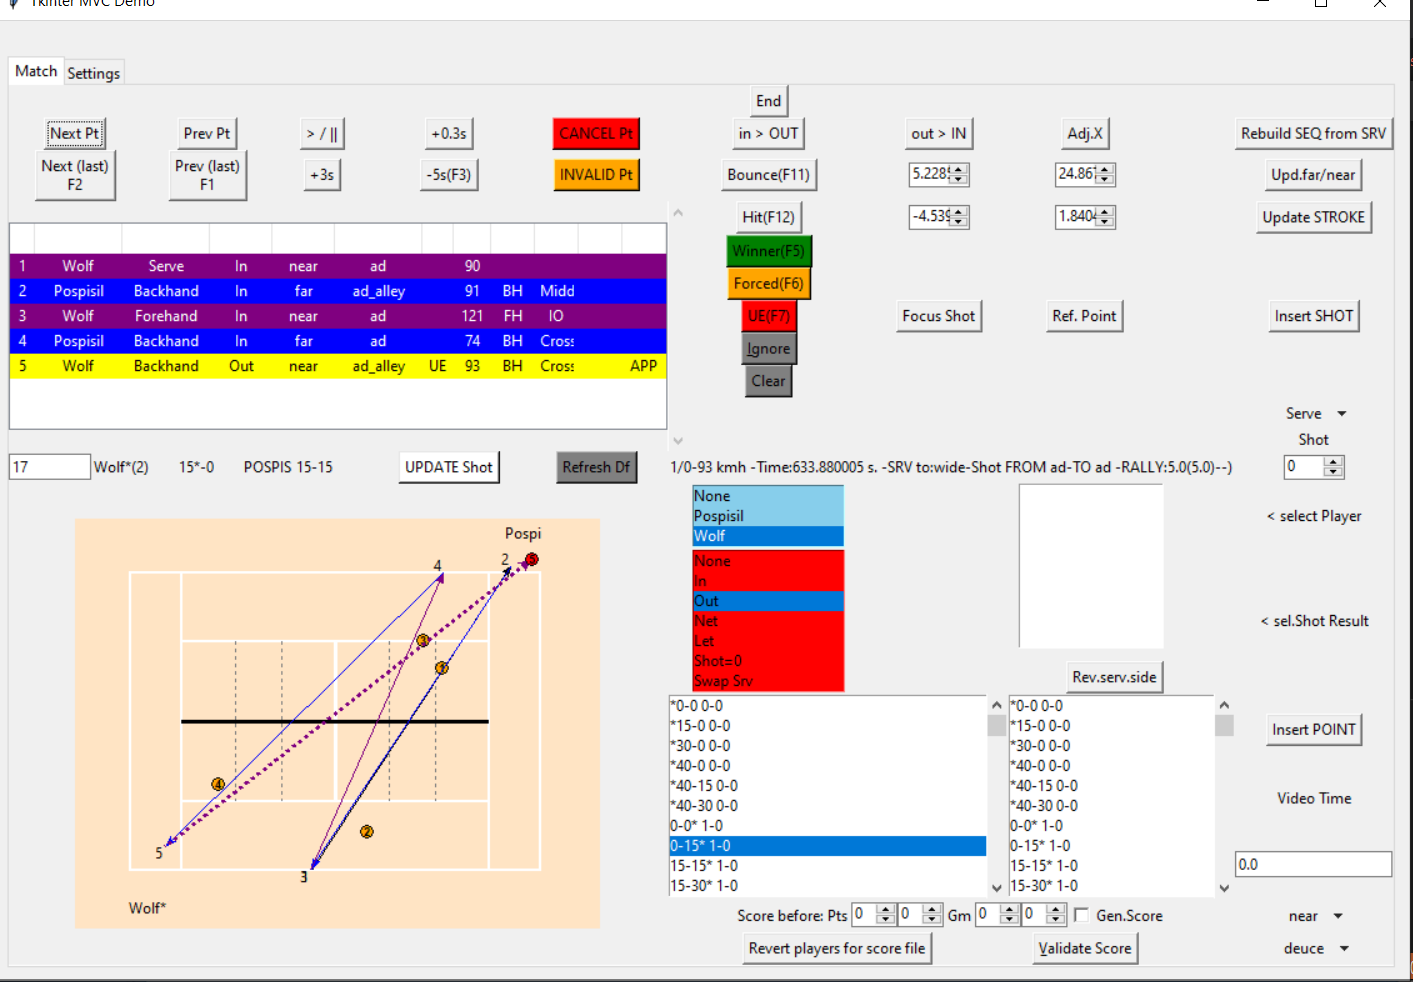 Tkinter MVC Demo
Match Settings
End
Next Pt Prev Pt > / || +0.3s CANCEL Pt in > OUT out > IN Adj.X Rebuild SEQ from SRV
Next (last)
F2
Prev (last)
F1
+3s -5s(F3) INVALID Pt Bounce(F11) 5.228 24.86 Upd.far/near
Hit(F12) -4.539 1.840 Update STROKE
Winner(F5)
Forced(F6)
UE(F7) Focus Shot Ref. Point Insert SHOT
Ignore
Clear
1 Wolf Serve In near ad 90
2 Pospisil Backhand In far ad_alley 91 BH Midd
3 Wolf Forehand In near ad 121 FH IO
4 Pospisil Backhand In far ad 74 BH Cross
5 Wolf Backhand Out near ad_alley UE 93 BH Cross APP
Serve
Shot
0
17 Wolf*(2) 15*-0 POSPIS 15-15 UPDATE Shot Refresh Df 1/0-93 kmh -Time:633.880005 s. -SRV to:wide-Shot FROM ad-TO ad -RALLY:5.0(5.0)--)
None
Pospisil
Wolf
< select Player
None
In
Out
Net
Let
Shot=0
Swap Srv
< sel.Shot Result
Rev.serv.side
Pospi
4
2
5
3
1
4
2
5
3
Wolf*
*0-0 0-0
*15-0 0-0
*30-0 0-0
*40-0 0-0
*40-15 0-0
*40-30 0-0
0-0* 1-0
0-15* 1-0
15-15* 1-0
15-30* 1-0
*0-0 0-0
*15-0 0-0
*30-0 0-0
*40-0 0-0
*40-15 0-0
*40-30 0-0
0-0* 1-0
0-15* 1-0
15-15* 1-0
15-30* 1-0
Insert POINT
Video Time
0.0
Score before: Pts 0 0 Gm 0 0 Gen.Score near
Revert players for score file Validate Score deuce